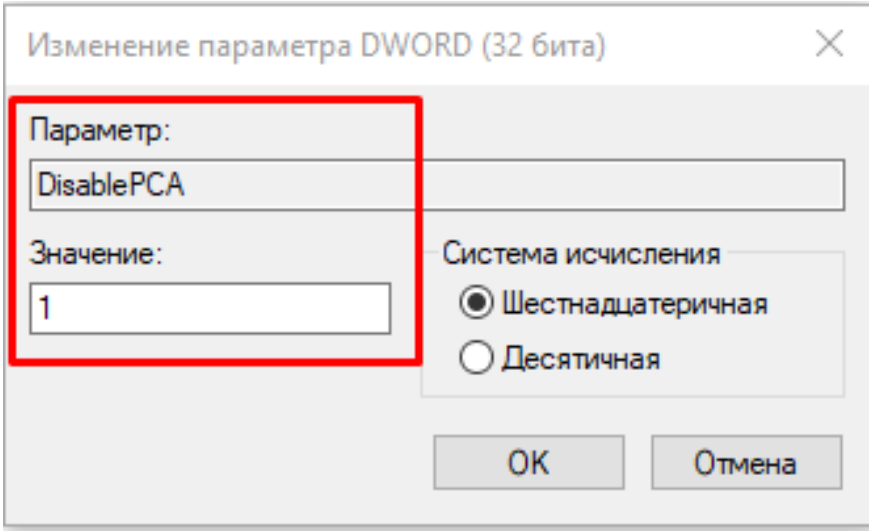 Изменение параметра DWORD (32 бита)
Параметр:
DisablePCA
Значение:
1
Система исчисления
Шестнадцатеричная
Десятичная
OK
Отмена